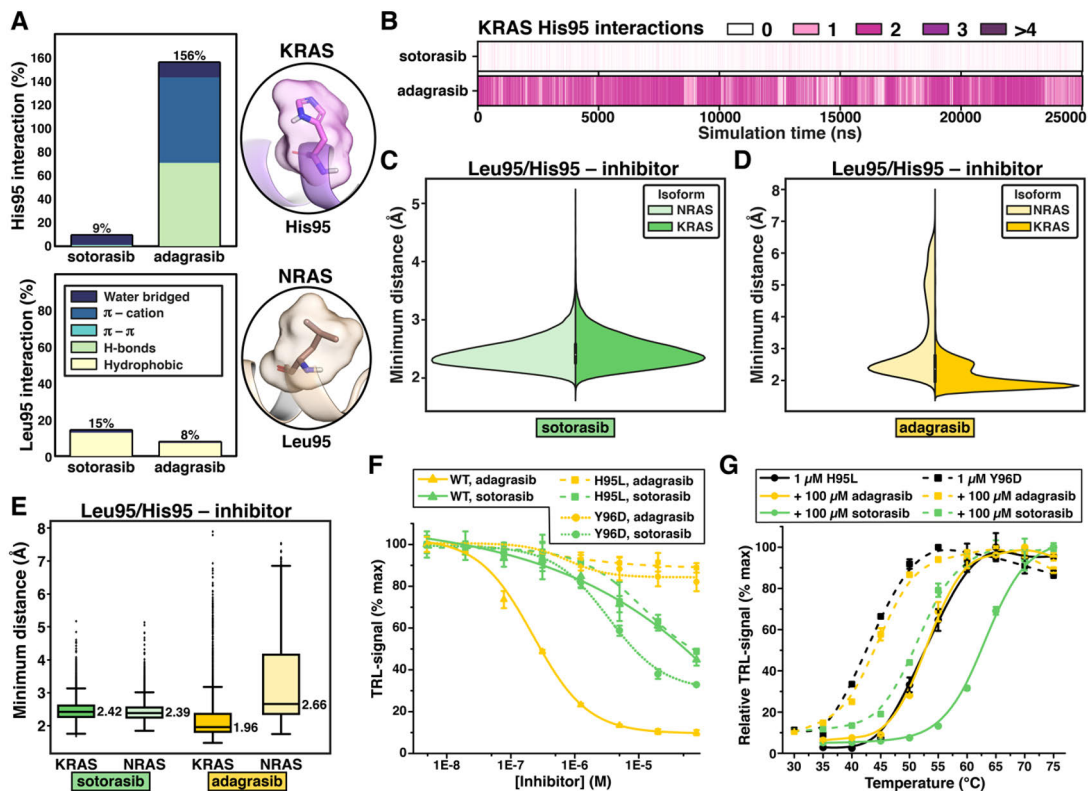 A
His95 interaction (%)
160
140
120
100
80
60
40
20
0
156%
9%
sotorasib adagrasib
KRAS
His95
Leu95 interaction (%)
80
60
40
20
0
Water bridged
π – cation
π – π
H-bonds
Hydrophobic
15%
8%
sotorasib adagrasib
NRAS
Leu95
B
KRAS His95 interactions 0 1 2 3 >4
sotorasib
adagrasib
0 5000 10000 15000 20000 25000
Simulation time (ns)
C
Leu95/His95 – inhibitor
Minimum distance (Å)
5
4
3
2
Isoform
NRAS
KRAS
sotorasib
D
Leu95/His95 – inhibitor
Minimum distance (Å)
8
7
6
5
4
3
2
Isoform
NRAS
KRAS
adagrasib
E
Leu95/His95 – inhibitor
Minimum distance (Å)
8
7
6
5
4
3
2
2.42
2.39
1.96
2.66
KRAS NRAS KRAS NRAS
sotorasib adagrasib
F
WT, adagrasib
WT, sotorasib
H95L, adagrasib
H95L, sotorasib
Y96D, adagrasib
Y96D, sotorasib
TRL-signal (% max)
100
80
60
40
20
0
1E-8 1E-7 1E-6 1E-5
[Inhibitor] (M)
G
1 µM H95L
+ 100 µM adagrasib
+ 100 µM sotorasib
1 µM Y96D
+ 100 µM adagrasib
+ 100 µM sotorasib
Relative TRL-signal (% max)
100
80
60
40
20
0
30 35 40 45 50 55 60 65 70 75
Temperature (°C)